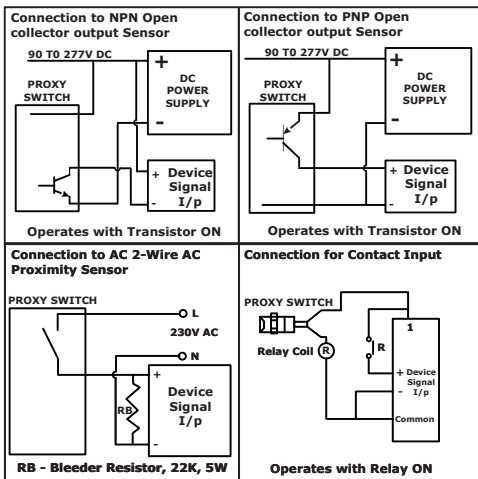 Connection to NPN Open
collector output Sensor
90 T0 277V DC
+
DC
POWER
SUPPLY
-
PROXY
SWITCH
+ Device
Signal
- I/p
Operates with Transistor ON
Connection to PNP Open
collector output Sensor
90 T0 277V DC
+
DC
POWER
SUPPLY
-
PROXY
SWITCH
+ Device
Signal
- I/p
Operates with Transistor ON
Connection to AC 2-Wire AC
Proximity Sensor
PROXY SWITCH
L
230V AC
N
+
Device
Signal
I/p
-
RB
RB - Bleeder Resistor, 22K, 5W
Connection for Contact Input
PROXY SWITCH
1
Relay Coil
R
R
+ Device
- Signal
I/p
Common
Operates with Relay ON